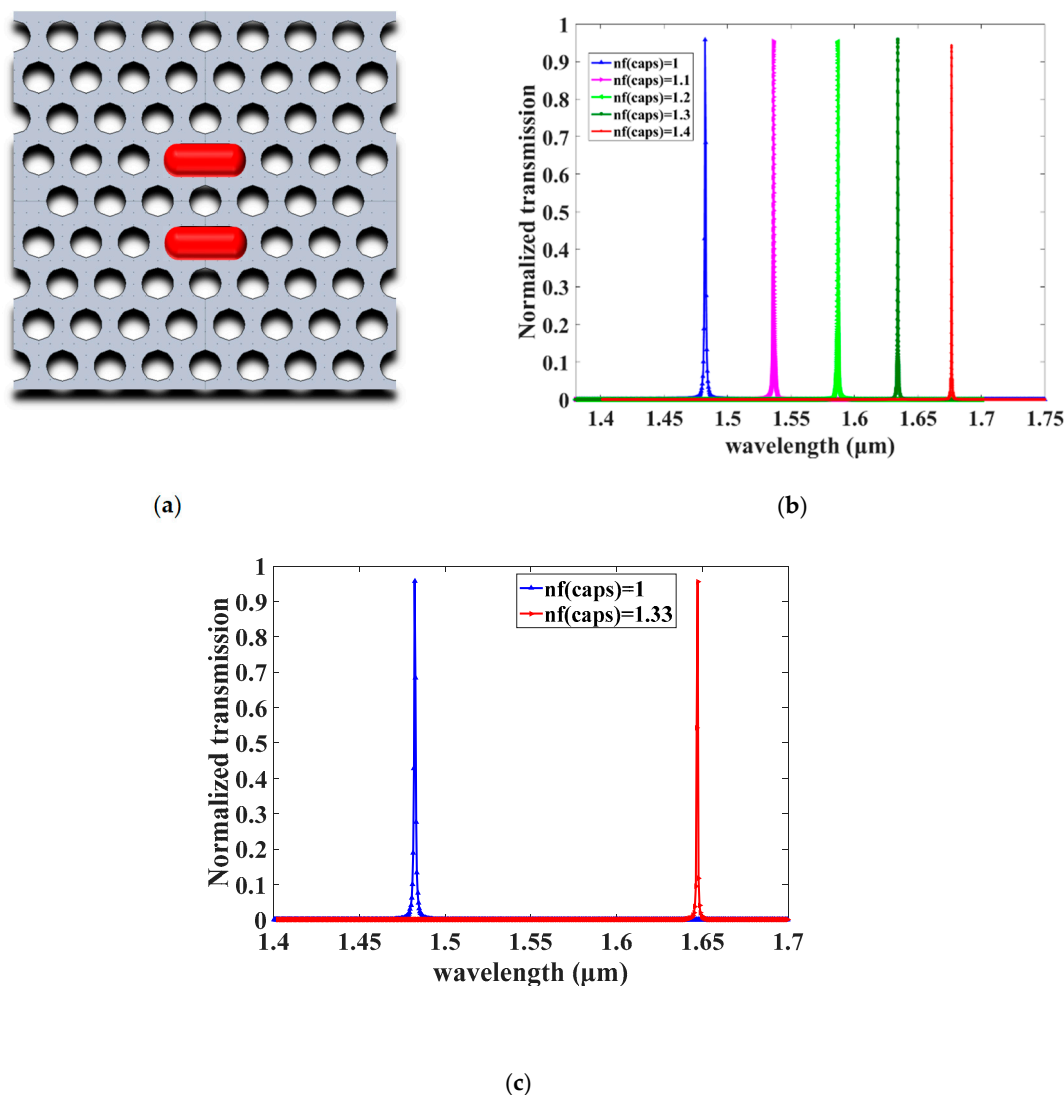 1
0.9
0.8
0.7
0.6
0.5
0.4
0.3
0.2
0.1
0
Normalized transmission
nf(caps)=1
nf(caps)=1.1
nf(caps)=1.2
nf(caps)=1.3
nf(caps)=1.4
1.4 1.45 1.5 1.55 1.6 1.65 1.7 1.75
wavelength (μm)
(a)
(b)
1
0.9
0.8
0.7
0.6
0.5
0.4
0.3
0.2
0.1
0
Normalized transmission
nf(caps)=1
nf(caps)=1.33
1.4 1.45 1.5 1.55 1.6 1.65 1.7
wavelength (μm)
(c)